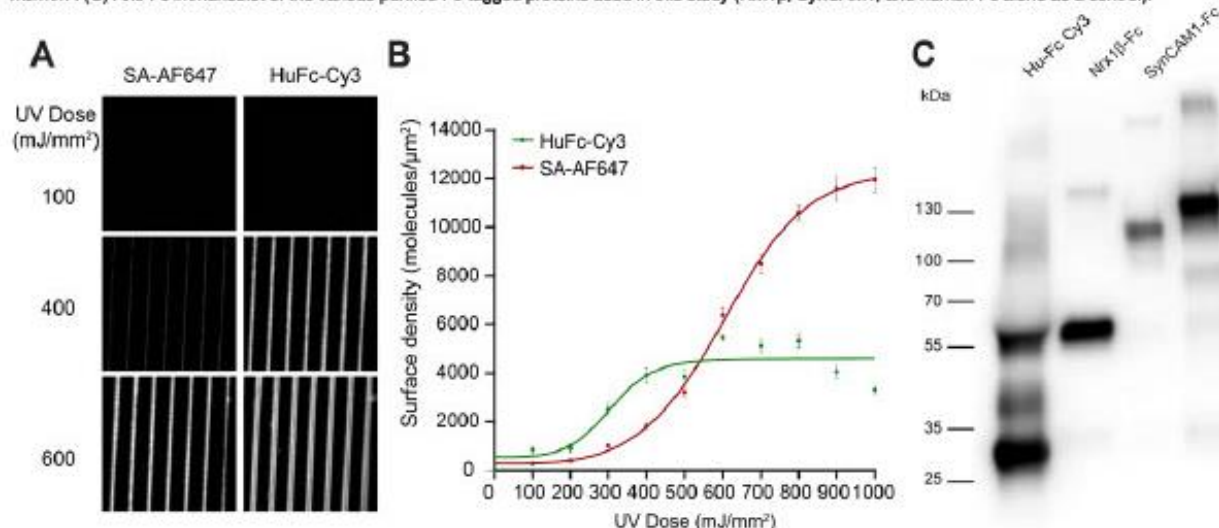 A
SA-AF647 HuFc-Cy3
UV Dose
(mJ/mm²)
100
400
600
B
Surface density (molecules/µm²)
14000
12000
10000
8000
6000
4000
2000
0
HuFc-Cy3
SA-AF647
0 100 200 300 400 500 600 700 800 900 1000
UV Dose (mJ/mm²)
C
Hu-Fc Cy3 Nrx1β-Fc SynCAM1-Fc
kDa
130
100
70
55
35
25